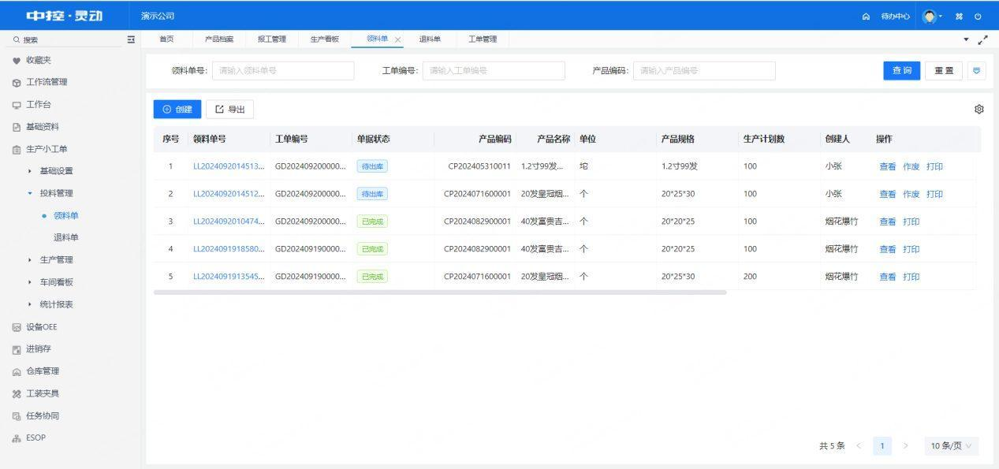 中控·灵动 演示公司 待办中心
搜索 首页 产品档案 报工管理 生产看板 领料单 退料单 工单管理
收藏夹
工作流管理
工作台
基础资料
生产小工单
基础设置
投料管理
领料单
退料单
生产管理
车间看板
统计报表
设备OEE
进销存
仓库管理
工装夹具
任务协同
ESOP
领料单号: 请输入领料单号 工单编号: 请输入工单编号 产品编码: 请输入产品编号 查 询 重 置
创建 导出
序号 领料单号 工单编号 单据状态 产品编码 产品名称 单位 产品规格 生产计划数 创建人 操作
1 LL2024092014513... GD202409200000... 待出库 CP202405310011 1.2寸99发... 坨 1.2寸99发 100 小张 查看 作废 打印
2 LL2024092014512... GD202409200000... 待出库 CP2024071600001 20发皇冠烟... 个 20*25*30 100 小张 查看 作废 打印
3 LL2024092010474... GD202409200000... 已完成 CP2024082900001 40发富贵吉... 个 20*20*25 100 烟花爆竹 查看 打印
4 LL2024091918580... GD202409190000... 已完成 CP2024082900001 40发富贵吉... 个 20*20*25 100 烟花爆竹 查看 打印
5 LL2024091913545... GD202409190000... 已完成 CP2024071600001 20发皇冠烟... 个 20*25*30 200 烟花爆竹 查看 打印
共 5 条 1 10 条/页